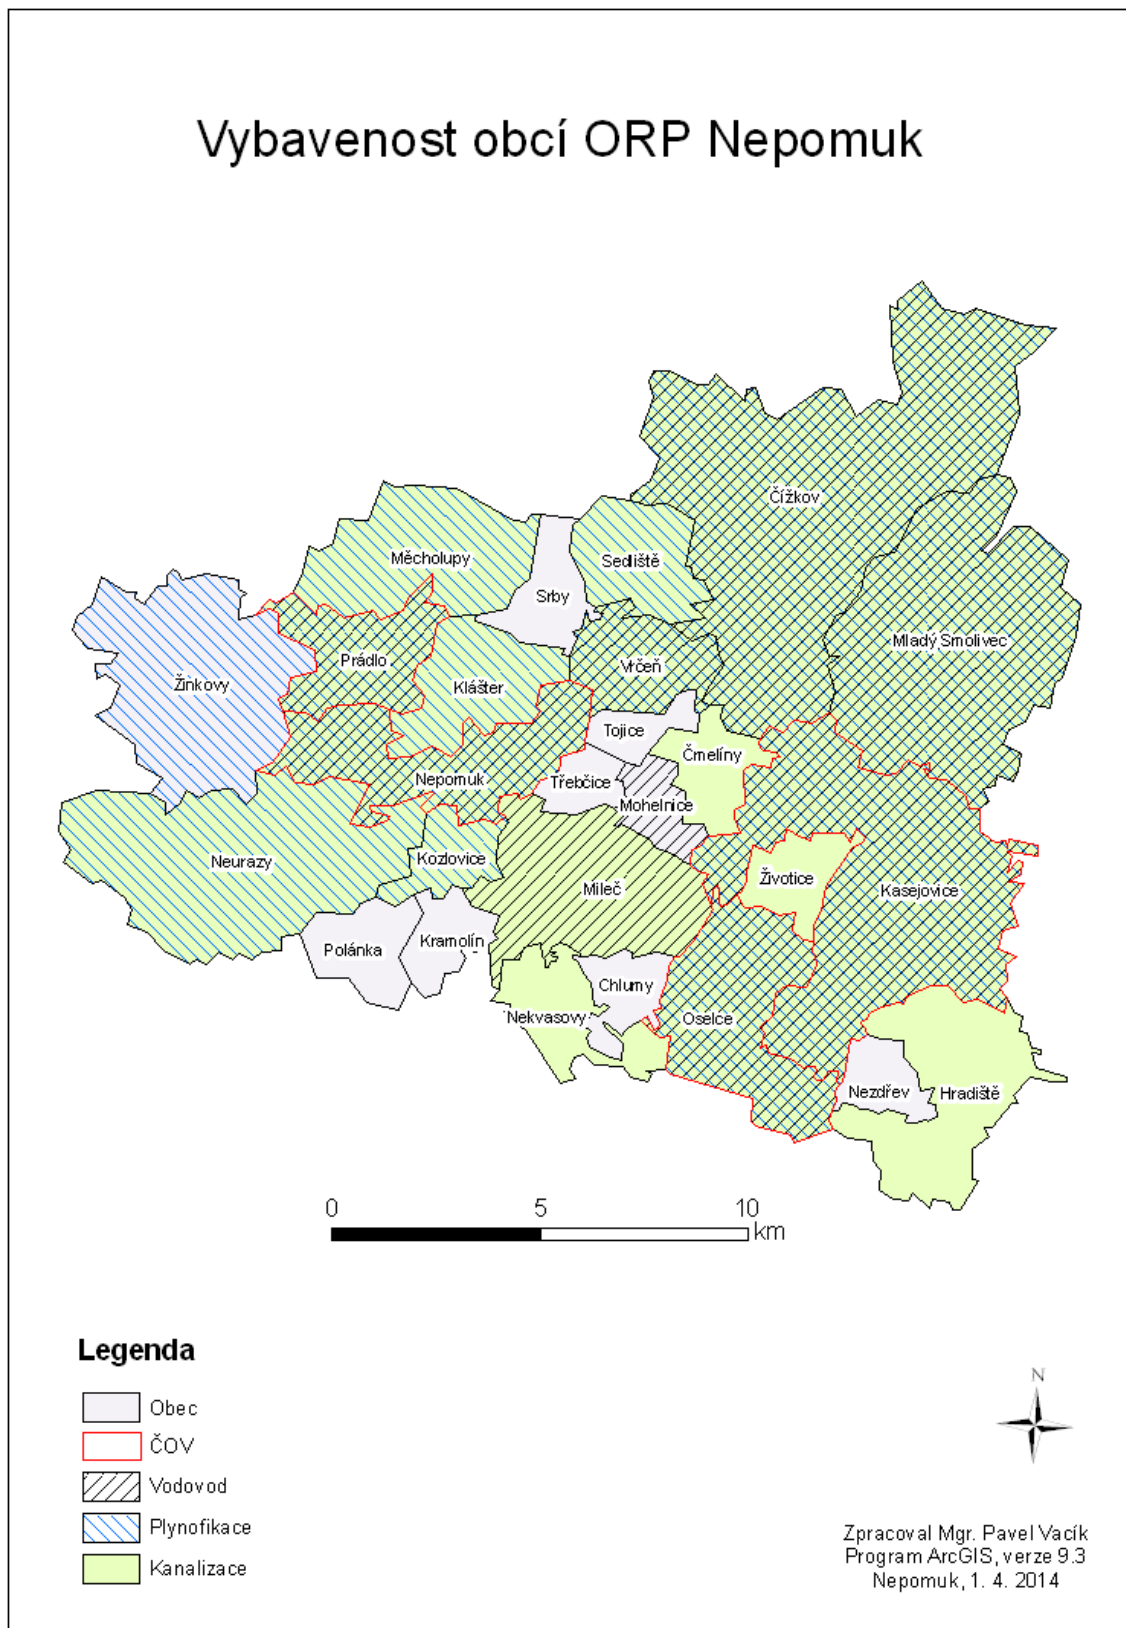 Vybavenost obcí ORP Nepomuk
Čížkov
Měcholupy
Sedliště
Srby
Mladý Smolivec
Prádlo
Vrčeň
Klášter
Žinkovy
Tojice
Čmelíny
Nepomuk
Třebčice
Mohelnice
Neurazy
Kozlovice
Mileč
Životice
Kasejovice
Polánka
Kramolín
Chlumy
Nekvasovy
Oselce
Nezdřev
Hradiště
0 5 10
km
Legenda
Obec
ČOV
Vodovod
Plynofikace
Kanalizace
N
Zpracoval Mgr. Pavel Vacík
Program ArcGIS, verze 9.3
Nepomuk, 1. 4. 2014